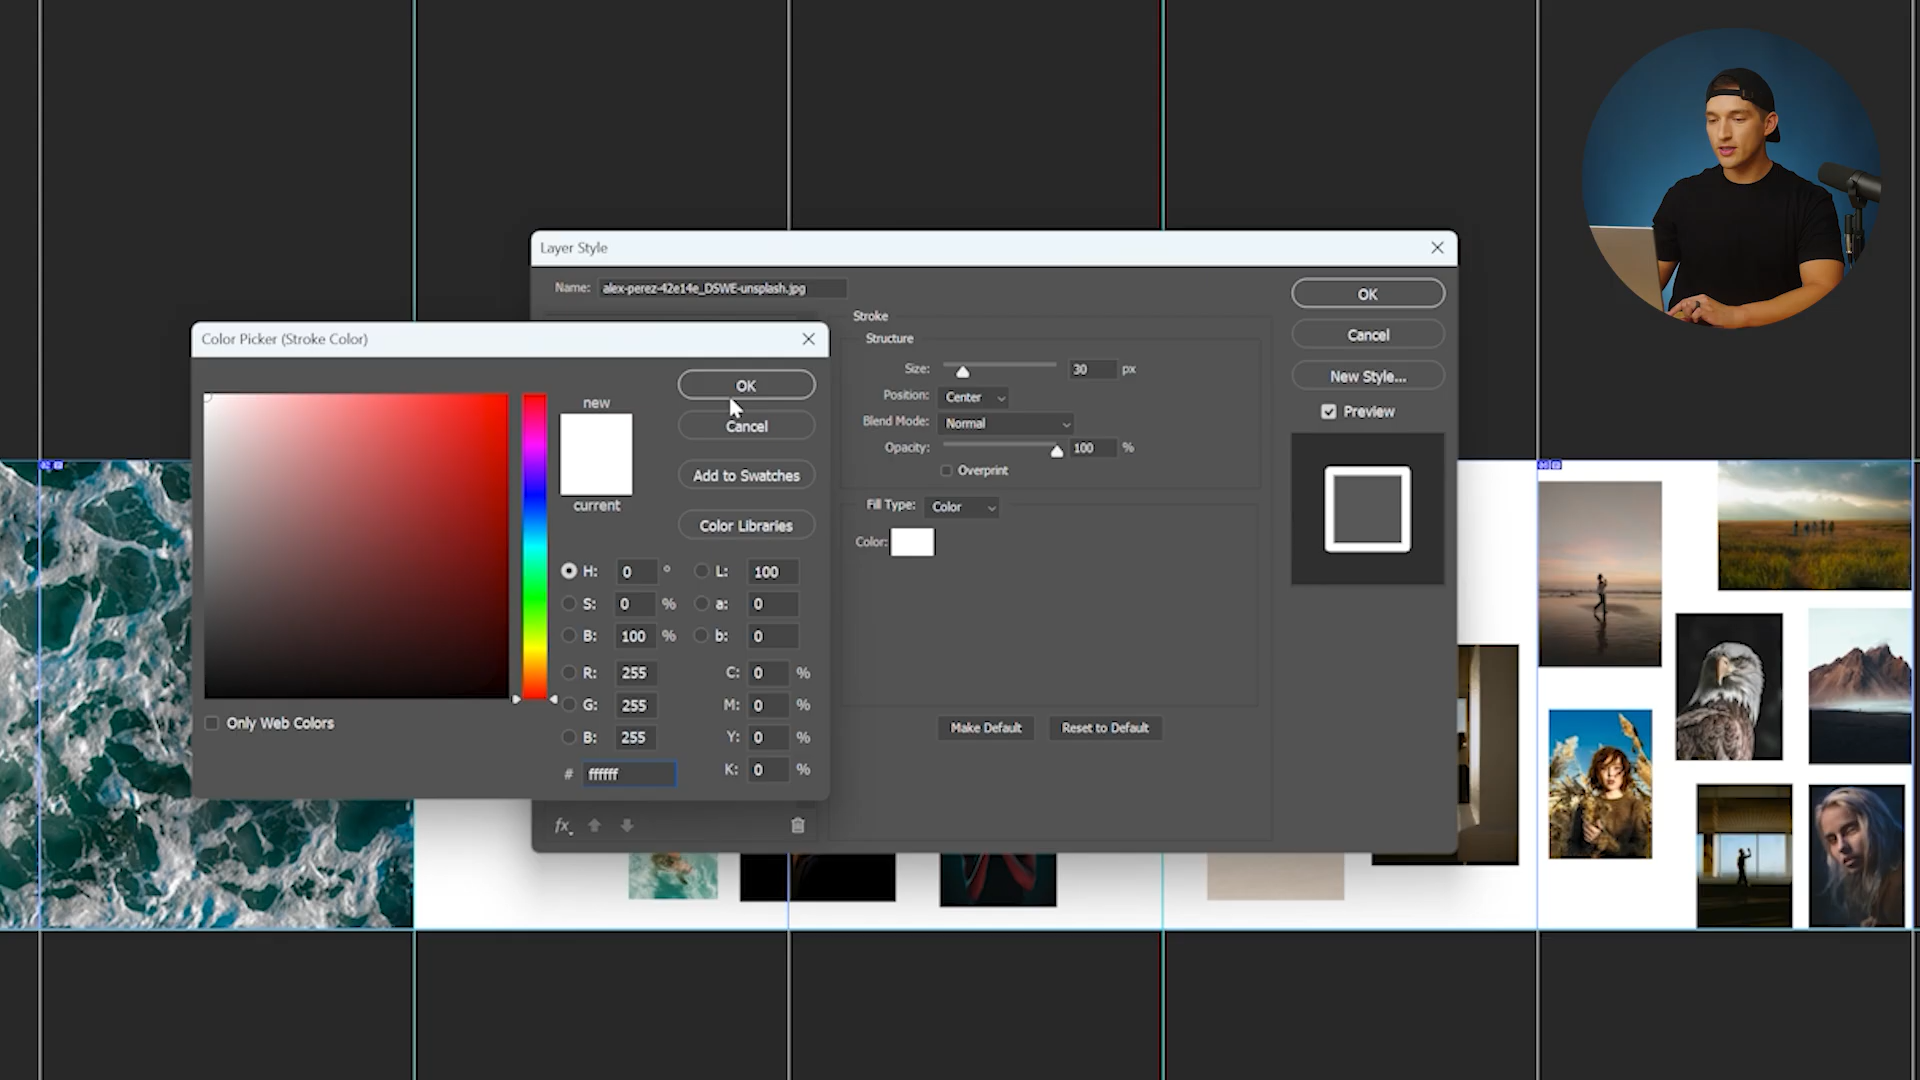 Layer Style
Name: alex-perez-42e14e_DSWE-unsplash.jpg
OK
Cancel
New Style...
Preview
Stroke
Structure
Size: 30 px
Position: Center
Blend Mode: Normal
Opacity: 100 %
Overprint
Fill Type: Color
Color:
Make Default
Reset to Default
fx
Color Picker (Stroke Color)
new
current
OK
Cancel
Add to Swatches
Color Libraries
H: 0 °
L: 100
S: 0 %
a: 0
B: 100 %
b: 0
R: 255
C: 0 %
G: 255
M: 0 %
B: 255
Y: 0 %
# ffffff
K: 0 %
Only Web Colors